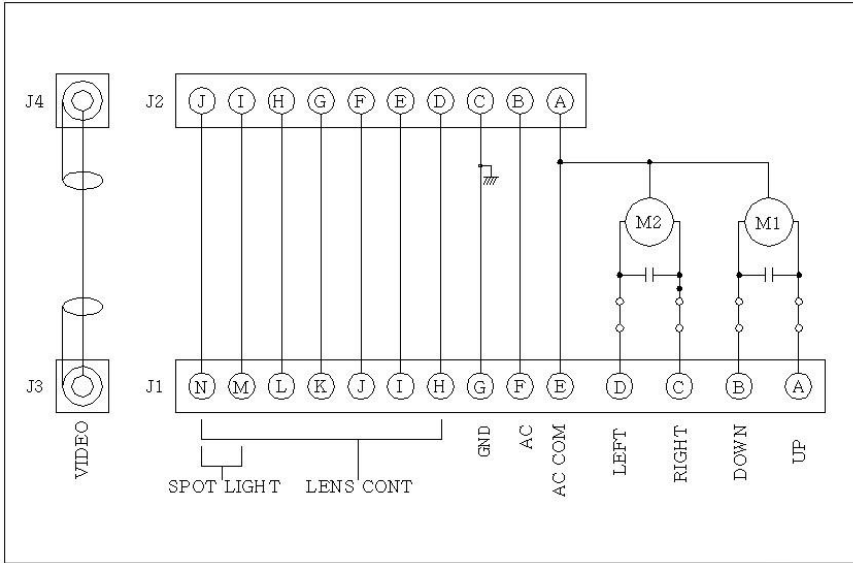 J4 J2 J I H G F E D C B A
M2 M1
J3 J1 N M L K J I H G F E D C B A
VIDEO
SPOT LIGHT
LENS CONT
GND
AC
AC COM
LEFT
RIGHT
DOWN
UP